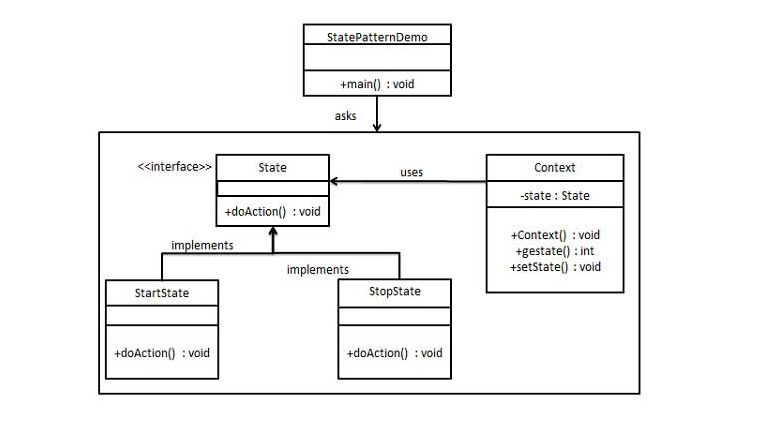 StatePatternDemo
+main() : void
asks
<<interface>>
State
+doAction() : void
uses
Context
-state : State
+Context() : void
+gestate() : int
+setState() : void
implements
implements
StartState
+doAction() : void
StopState
+doAction() : void